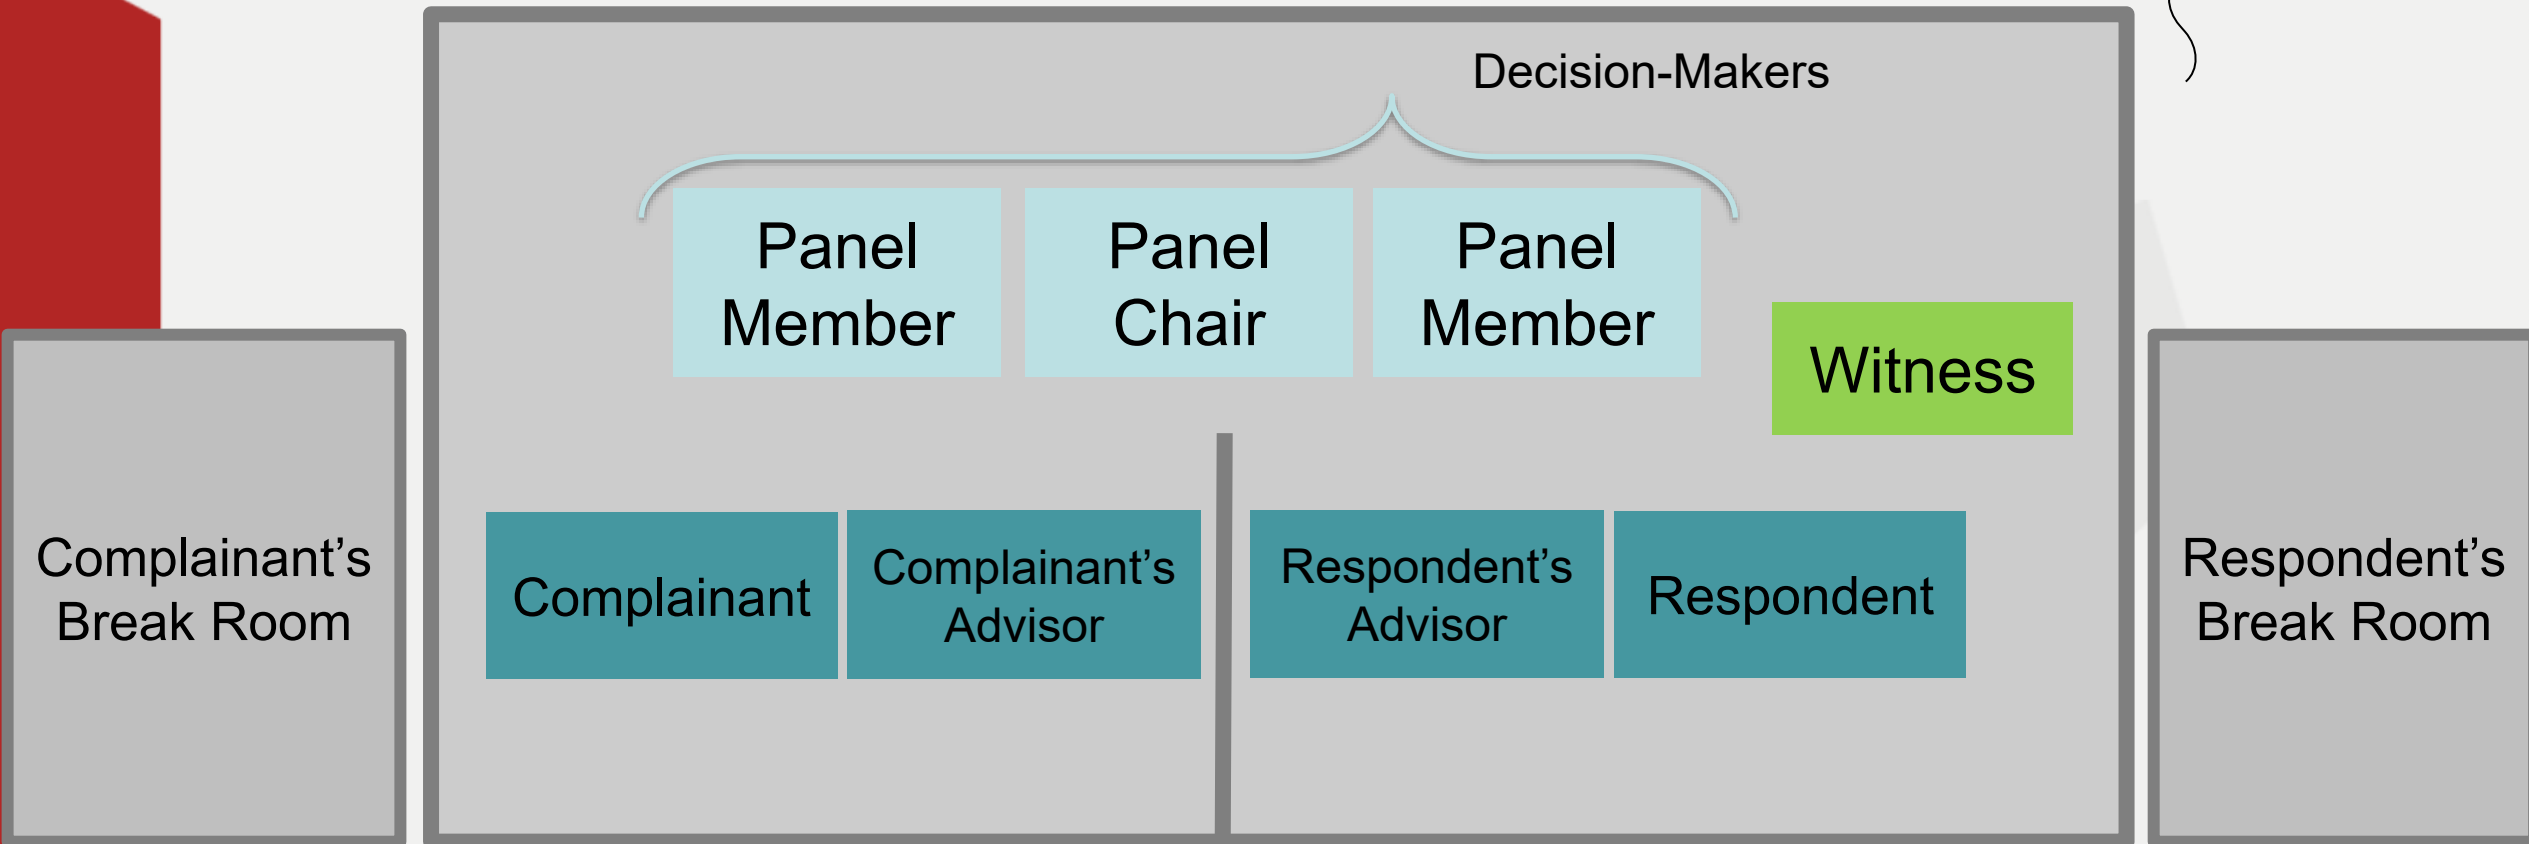 Decision-Makers
Panel
Member
Panel
Chair
Panel
Member
Witness
Complainant’s
Break Room
Complainant
Complainant’s
Advisor
Respondent’s
Advisor
Respondent
Respondent’s
Break Room